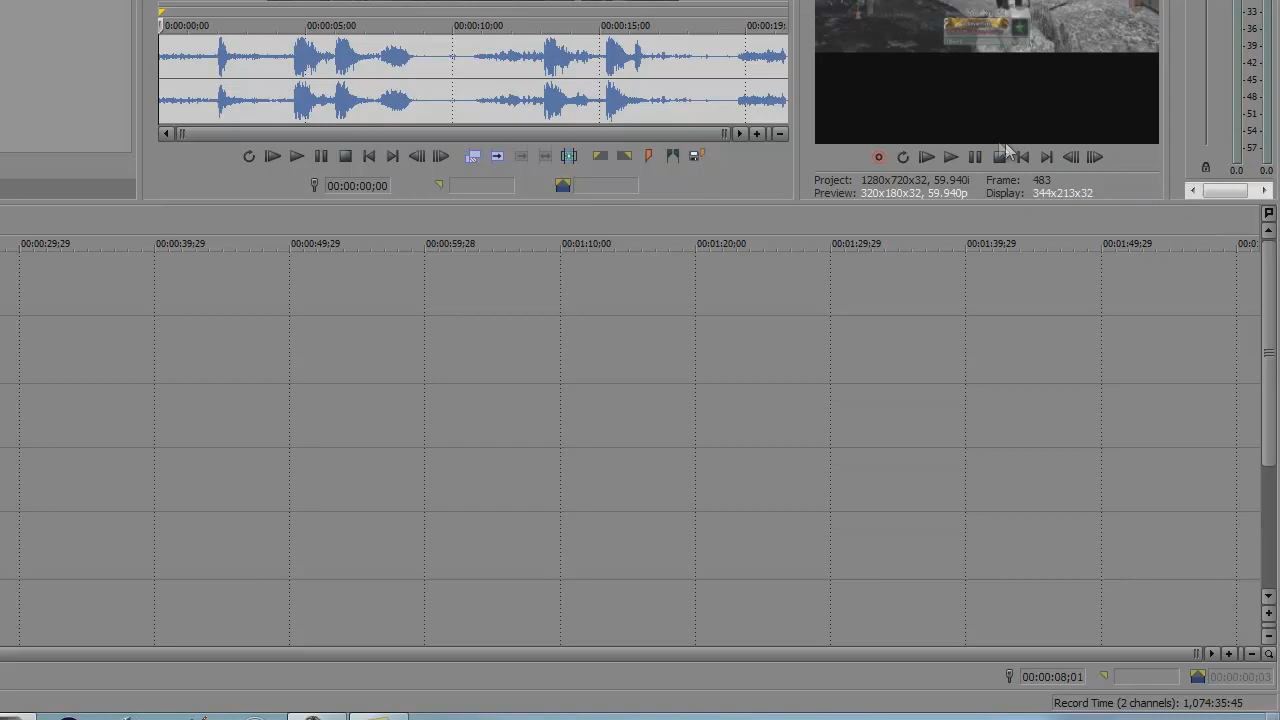 0:00:00;00 00:00:05;00 00:00:10;00 00:00:15;00 0:00:19:
-33
-36
-39
-42
-45
-48
-51
-54
-57
0.0 0.0
00:00:00;00
Project: 1280x720x32, 59.940i Frame: 483
Preview: 320x180x32, 59.940p Display: 344x213x32
00:00:29;29 00:00:39;29 00:00:49;29 00:00:59;28 00:01:10;00 00:01:20;00 00:01:29;29 00:01:39;29 00:01:49;29 00:0
00:00:08;01 00:00:00;03
Record Time (2 channels): 1,074:35:45